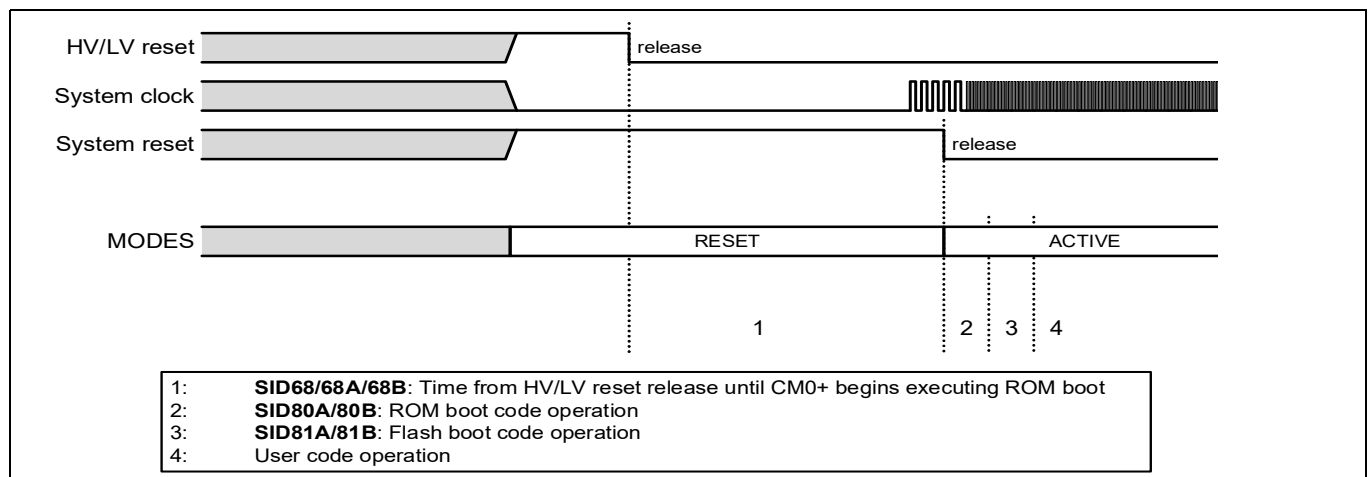 HV/LV reset
release
System clock
System reset
release
MODES
RESET
ACTIVE
1
2
3
4
1: SID68/68A/68B: Time from HV/LV reset release until CM0+ begins executing ROM boot
2: SID80A/80B: ROM boot code operation
3: SID81A/81B: Flash boot code operation
4: User code operation